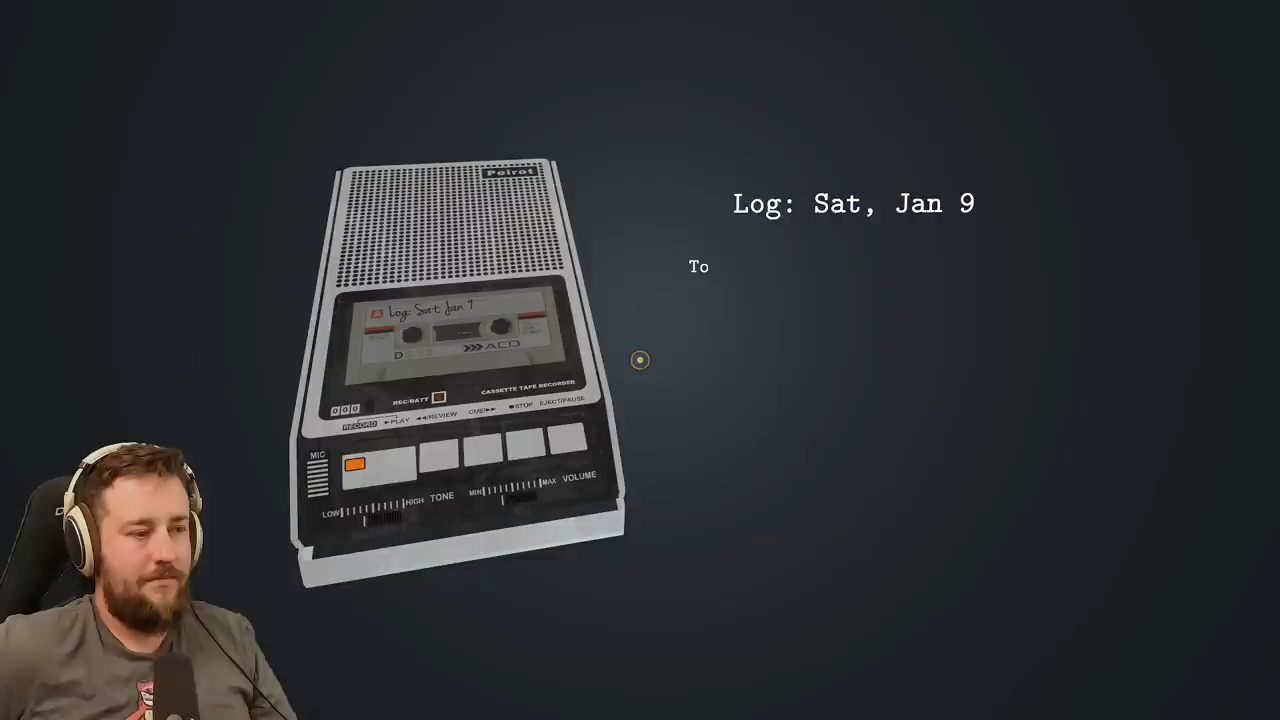 Poirot
Log: Sat, Jan 9
To
A Log: Sat Jan 9
ACD
REC/BATT
CASSETTE TAPE RECORDER
000
RECORD ►PLAY ◄◄/REVIEW CUE/►► ■STOP EJECT/PAUSE
MIC
LOW HIGH TONE MIN MAX VOLUME